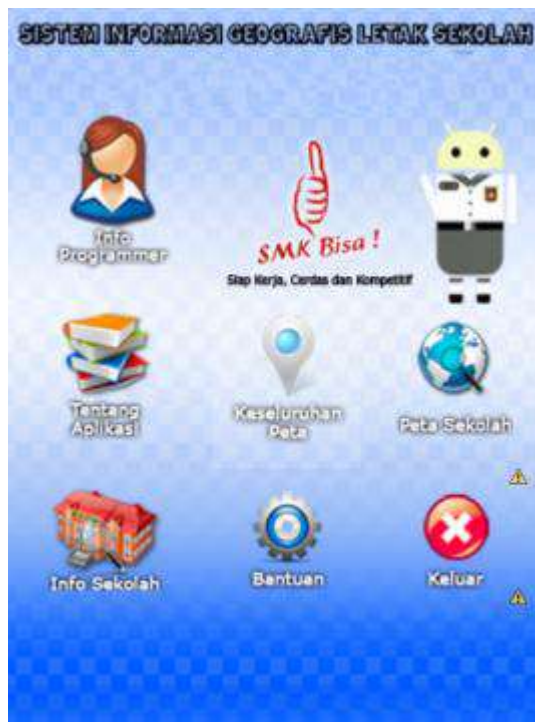 SISTEM INFORMASI GEOGRAFIS LETAK SEKOLAH
Info
Programmer
SMK Bisa !
Siap Kerja, Cerdas dan Kompetitif
Tentang
Aplikasi
Keseluruhan
Peta
Peta Sekolah
Info Sekolah
Bantuan
Keluar